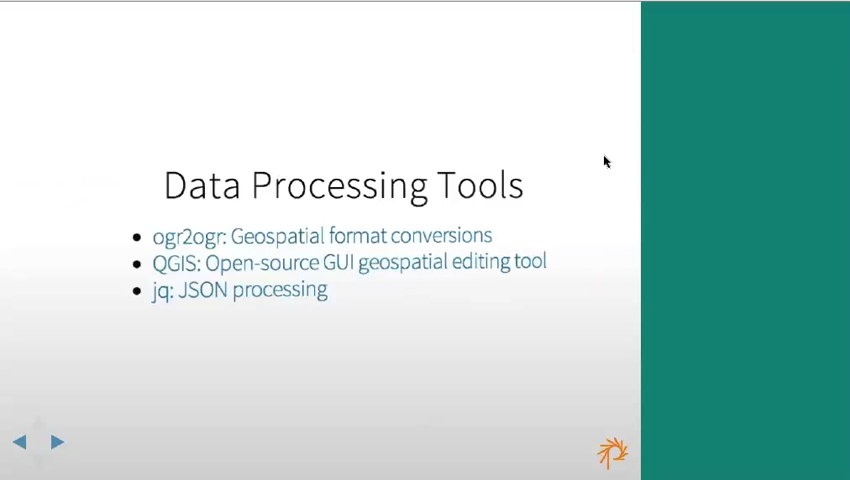 Data Processing Tools
ogr2ogr: Geospatial format conversions
QGIS: Open-source GUI geospatial editing tool
jq: JSON processing